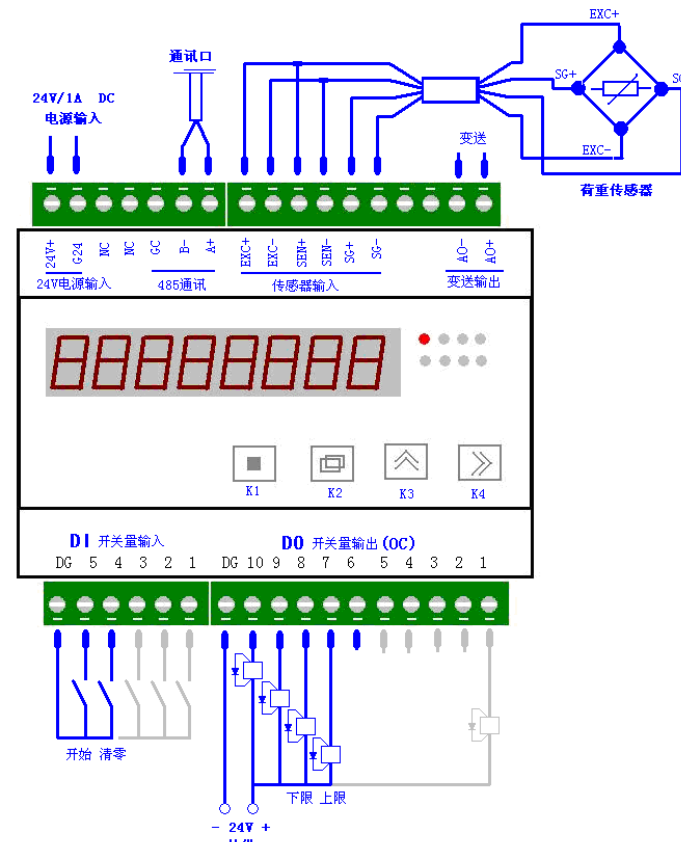 EXC+
通讯口
SG+
24V/1A DC
电源输入
变送
EXC-
荷重传感器
24V+ G24 NC NC GC B- A+ EXC+ EXC- SEN+ SEN- SG+ SG- AO- AO+
24V电源输入 485通讯 传感器输入 变送输出
88888888
K1 K2 K3 K4
DI 开关量输入 DO 开关量输出(OC)
DG 5 4 3 2 1 DG 10 9 8 7 6 5 4 3 2 1
开始 清零
下限 上限
- 24V +